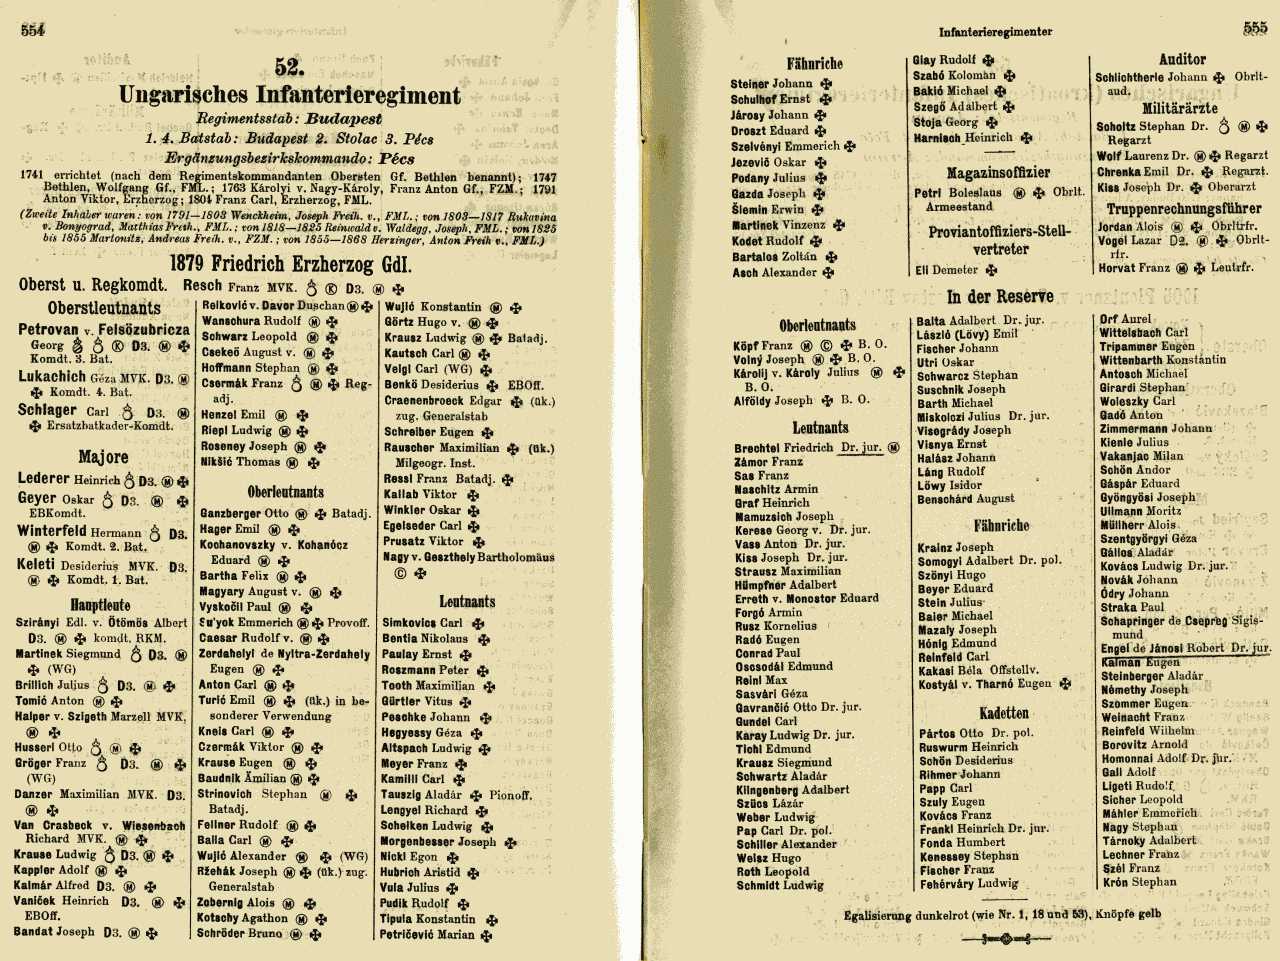 554
52.
Ungarisches Infanterieregiment
Regimentsstab: Budapest
1. 4. Batstab: Budapest 2. Stolac 3. Pécs
Ergänzungsbezirkskommando: Pécs
1741 errichtet (nach dem Regimentskommandanten Obersten Gf. Bethlen benannt); 1747
Bethlen, Wolfgang Gf., FML.; 1763 Károlyi v. Nagy-Károly, Franz Anton Gf., FZM.; 1791
Anton Viktor, Erzherzog; 1804 Franz Carl, Erzherzog, FML.
(Zweite Inhaber waren: von 1791—1803 Wenckheim, Joseph Freih. v., FML.; von 1803—1817 Rukavina
v. Bonyograd, Matthias Freih., FML.; von 1818—1825 Reinwald v. Waldegg, Joseph, FML.; von 1825
bis 1855 Martonitz, Andreas Freih. v., FZM.; von 1855—1868 Herzinger, Anton Freih v., FML.)
1879 Friedrich Erzherzog GdI.
Oberst u. Regkomdt. Resch Franz MVK. Ⓚ D3. Ⓜ ✠
Oberstleutnants
Petrovan v. Felsözubricza
Georg Ⓚ D3. Ⓜ ✠
Komdt. 3. Bat.
Lukachich Géza MVK. D3. Ⓜ
✠ Komdt. 4. Bat.
Schlager Carl D3. Ⓜ
✠ Ersatzbatkader-Komdt.
Majore
Lederer Heinrich D3. Ⓜ ✠
Geyer Oskar D3. Ⓜ ✠
EBKomdt.
Winterfeld Hermann D3.
Ⓜ ✠ Komdt. 2. Bat.
Keleti Desiderius MVK. D3.
Ⓜ ✠ Komdt. 1. Bat.
Hauptleute
Szirányi Edl. v. Ötömös Albert
D3. Ⓜ ✠ komdt. RKM.
Martinek Siegmund D3. Ⓜ
✠ (WG)
Brillich Julius D3. Ⓜ ✠
Tomić Anton Ⓜ ✠
Halper v. Szigeth Marzell MVK.
Ⓜ ✠
Husserl Otto Ⓜ ✠
Gröger Franz D3. Ⓜ ✠
(WG)
Danzer Maximilian MVK. D3.
Ⓜ ✠
Van Crasbeck v. Wiesenbach
Richard MVK. Ⓜ ✠
Krause Ludwig D3. Ⓜ ✠
Kappler Adolf Ⓜ ✠
Kalmár Alfred D3. Ⓜ ✠
Vaniček Heinrich D3. Ⓜ ✠
EBOff.
Bandat Joseph D3. Ⓜ ✠
Relković v. Davor Duschan Ⓜ ✠
Wanschura Rudolf Ⓜ ✠
Schwarz Leopold Ⓜ ✠
Csekeö August v. Ⓜ ✠
Hoffmann Stephan Ⓜ ✠
Csermák Franz Ⓜ ✠ Reg-
adj.
Henzel Emil Ⓜ ✠
Riepl Ludwig Ⓜ ✠
Roseney Joseph Ⓜ ✠
Nikšić Thomas Ⓜ ✠
Oberleutnants
Ganzberger Otto Ⓜ ✠ Batadj.
Hager Emil Ⓜ ✠
Kochanovszky v. Kohanócz
Eduard Ⓜ ✠
Bartha Felix Ⓜ ✠
Magyary August v. Ⓜ ✠
Vyskočil Paul Ⓜ ✠
Su'yok Emmerich Ⓜ ✠ Provoff.
Caesar Rudolf v. Ⓜ ✠
Zerdahelyi de Nyitra-Zerdahely
Eugen Ⓜ ✠
Anton Carl Ⓜ ✠
Turić Emil Ⓜ ✠ (ük.) in be-
sonderer Verwendung
Kneis Carl Ⓜ ✠
Czermák Viktor Ⓜ ✠
Krause Eugen Ⓜ ✠
Baudnik Ämilian Ⓜ ✠
Strinovich Stephan Ⓜ ✠
Batadj.
Fellner Rudolf Ⓜ ✠
Balla Carl Ⓜ ✠
Wujić Alexander Ⓜ ✠ (WG)
Ržehák Joseph Ⓜ ✠ (ük.) zug.
Generalstab
Zobernig Alois Ⓜ ✠
Kotschy Agathon Ⓜ ✠
Schröder Bruno Ⓜ ✠
Wujić Konstantin Ⓜ ✠
Görtz Hugo v. Ⓜ ✠
Krausz Ludwig Ⓜ ✠ Batadj.
Kautsch Carl Ⓜ ✠
Veigl Carl (WG) ✠
Benkö Desiderius ✠ EBOff.
Craenenbroeck Edgar ✠ (ük.)
zug. Generalstab
Schreiber Eugen ✠
Rauscher Maximilian ✠ (ük.)
Milgeogr. Inst.
Ressl Franz Batadj. ✠
Kallab Viktor ✠
Winkler Oskar ✠
Egelseder Carl ✠
Prusatz Viktor ✠
Nagy v. Geszthely Bartholomäus
Ⓒ ✠
Leutnants
Simkovics Carl ✠
Bentia Nikolaus ✠
Paulay Ernst ✠
Roszmann Peter ✠
Tooth Maximilian ✠
Gürtler Vitus ✠
Peschke Johann ✠
Hegyessy Géza ✠
Altspach Ludwig ✠
Meyer Franz ✠
Kamilli Carl ✠
Tauszig Aladár ✠ Pionoff.
Lengyel Richard ✠
Schelken Ludwig ✠
Morgenbesser Joseph ✠
Nickl Egon ✠
Hubrich Aristid ✠
Vula Julius ✠
Pudik Rudolf ✠
Tipula Konstantin ✠
Petričević Marian ✠
Infanterieregimenter
555
Fähnriche
Steiner Johann ✠
Schulhof Ernst ✠
Járosy Johann ✠
Droszt Eduard ✠
Szelvényi Emmerich ✠
Jezević Oskar ✠
Podany Julius ✠
Gazda Joseph ✠
Šlemin Erwin ✠
Martinek Vinzenz ✠
Kodet Rudolf ✠
Bartalos Zoltán ✠
Asch Alexander ✠
Glay Rudolf ✠
Szabó Koloman ✠
Bakić Michael ✠
Szegö Adalbert ✠
Stoja Georg ✠
Harnisch Heinrich ✠
Magazinsoffizier
Petri Boleslaus Ⓜ ✠ Obrlt.
Armeestand
Proviantoffiziers-Stell-
vertreter
Eli Demeter ✠
Auditor
Schlichtherle Johann ✠ Obrlt-
aud.
Militärärzte
Scholtz Stephan Dr. Ⓜ ✠
Regarzt
Wolf Laurenz Dr. Ⓜ ✠ Regarzt
Chrenka Emil Dr. ✠ Regarzt.
Kiss Joseph Dr. ✠ Oberarzt
Truppenrechnungsführer
Jordan Alois Ⓜ ✠ Obrltrfr.
Vogel Lazar D2. Ⓜ ✠ Obrlt-
rfr.
Horvat Franz Ⓜ ✠ Leutrfr.
In der Reserve
Oberleutnants
Köpf Franz Ⓜ Ⓒ ✠ B. O.
Volný Joseph Ⓜ ✠ B. O.
Károlij v. Károly Julius Ⓜ ✠
B. O.
Alföldy Joseph ✠ B. O.
Leutnants
Brechtel Friedrich Dr. jur. Ⓜ
Zámor Franz
Sas Franz
Naschitz Armin
Graf Heinrich
Mamuzsich Joseph
Kerese Georg v. Dr. jur.
Vass Anton Dr. jur.
Kiss Joseph Dr. jur.
Strausz Maximilian
Hümpfner Adalbert
Erreth v. Monostor Eduard
Forgó Armin
Rusz Kornelius
Radó Eugen
Conrad Paul
Ocsodál Edmund
Reinl Max
Sasvári Géza
Gavrančić Otto Dr. jur.
Gundel Carl
Karay Ludwig Dr. jur.
Tichl Edmund
Krausz Siegmund
Schwartz Aladár
Klingenberg Adalbert
Szücs Lázár
Weber Ludwig
Pap Carl Dr. pol.
Schiller Alexander
Weisz Hugo
Roth Leopold
Schmidt Ludwig
Balta Adalbert Dr. jur.
László (Lövy) Emil
Fischer Johann
Utri Oskar
Schwarcz Stephan
Suschnik Joseph
Barth Michael
Miskolczi Julius Dr. jur.
Visegrády Joseph
Visnya Ernst
Halász Johann
Láng Rudolf
Löwy Isidor
Benschárd August
Fähnriche
Krainz Joseph
Somogyi Adalbert Dr. pol.
Szönyi Hugo
Beyer Eduard
Stein Julius
Baier Michael
Mazaly Joseph
Hönig Edmund
Reinfeld Carl
Kakasi Béla Offstellv.
Kostyál v. Tharnó Eugen ✠
Kadetten
Pártos Otto Dr. pol.
Ruswurm Heinrich
Schön Desiderius
Rihmer Johann
Papp Carl
Szuly Eugen
Kovács Franz
Frankl Heinrich Dr. jur.
Fonda Humbert
Kenessey Stephan
Fischer Franz
Fehérváry Ludwig
Orf Aurel
Wittelsbach Carl
Tripammer Eugen
Wittenbarth Konstantin
Antosch Michael
Girardi Stephan
Woleszky Carl
Gadó Anton
Zimmermann Johann
Kienle Julius
Vakanjac Milan
Schön Andor
Gáspár Eduard
Gyöngyösi Joseph
Ullmann Moritz
Müllherr Alois
Szentgyörgyi Géza
Gállos Aladár
Kovács Ludwig Dr. jur.
Novák Johann
Ódry Johann
Straka Paul
Schapringer de Csepreg Sigis-
mund
Engel de Jánosi Robert Dr. jur.
Kálmán Eugen
Steinberger Aladár
Némethy Joseph
Szommer Eugen
Weinacht Franz
Reinfeld Wilhelm
Borovitz Arnold
Homonnai Adolf Dr. jur.
Gall Adolf
Ligeti Rudolf
Sicher Leopold
Máhler Emmerich
Nagy Stephan
Tárnoky Adalbert
Lechner Franz
Szél Franz
Krón Stephan
Egalisierung dunkelrot (wie Nr. 1, 18 und 53), Knöpfe gelb